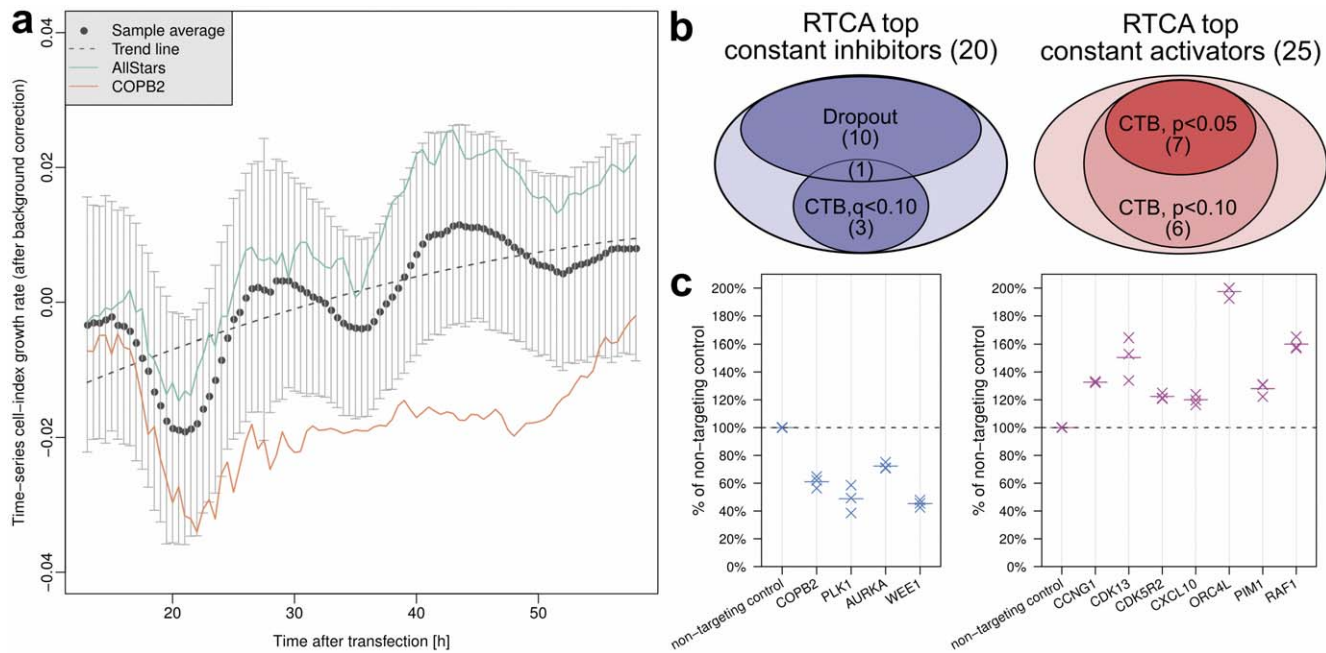 a
Time-series cell-index growth rate (after background correction)
0.04
0.02
0.00
−0.02
−0.04
Sample average
Trend line
AllStars
COPB2
20
30
40
50
Time after transfection [h]
b
RTCA top
constant inhibitors (20)
Dropout
(10)
(1)
CTB,q<0.10
(3)
RTCA top
constant activators (25)
CTB, p<0.05
(7)
CTB, p<0.10
(6)
c
% of non-targeting control
200%
180%
160%
140%
120%
100%
80%
60%
40%
20%
0%
non-targeting control
COPB2
PLK1
AURKA
WEE1
% of non-targeting control
200%
180%
160%
140%
120%
100%
80%
60%
40%
20%
0%
non-targeting control
CCNG1
CDK13
CDK5R2
CXCL10
ORC4L
PIM1
RAF1